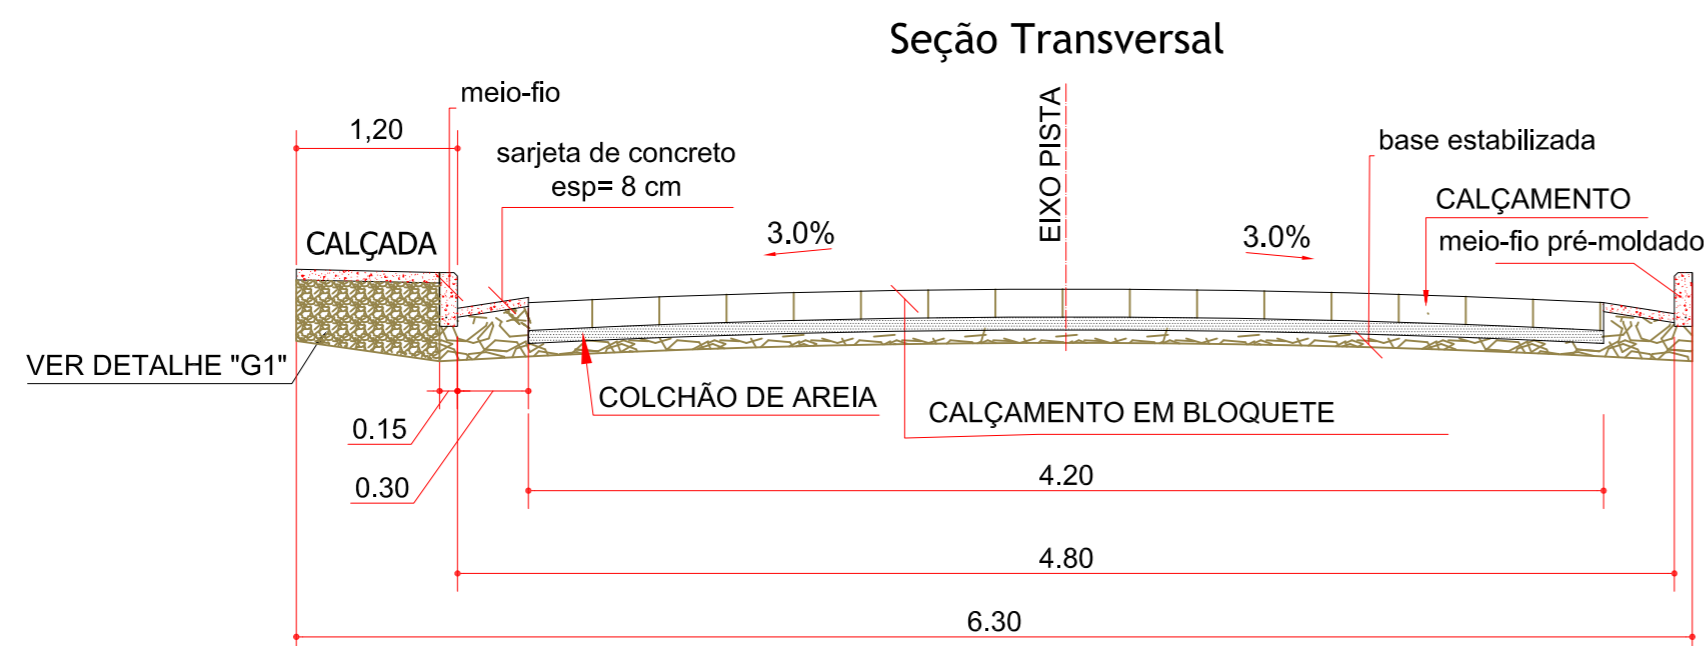 Seção Transversal
meio-fio
1,20
sarjeta de concreto
esp= 8 cm
EIXO PISTA
base estabilizada
CALÇAMENTO
meio-fio pré-moldado
CALÇADA
3.0%
3.0%
VER DETALHE "G1"
COLCHÃO DE AREIA
CALÇAMENTO EM BLOQUETE
0.15
0.30
4.20
4.80
6.30